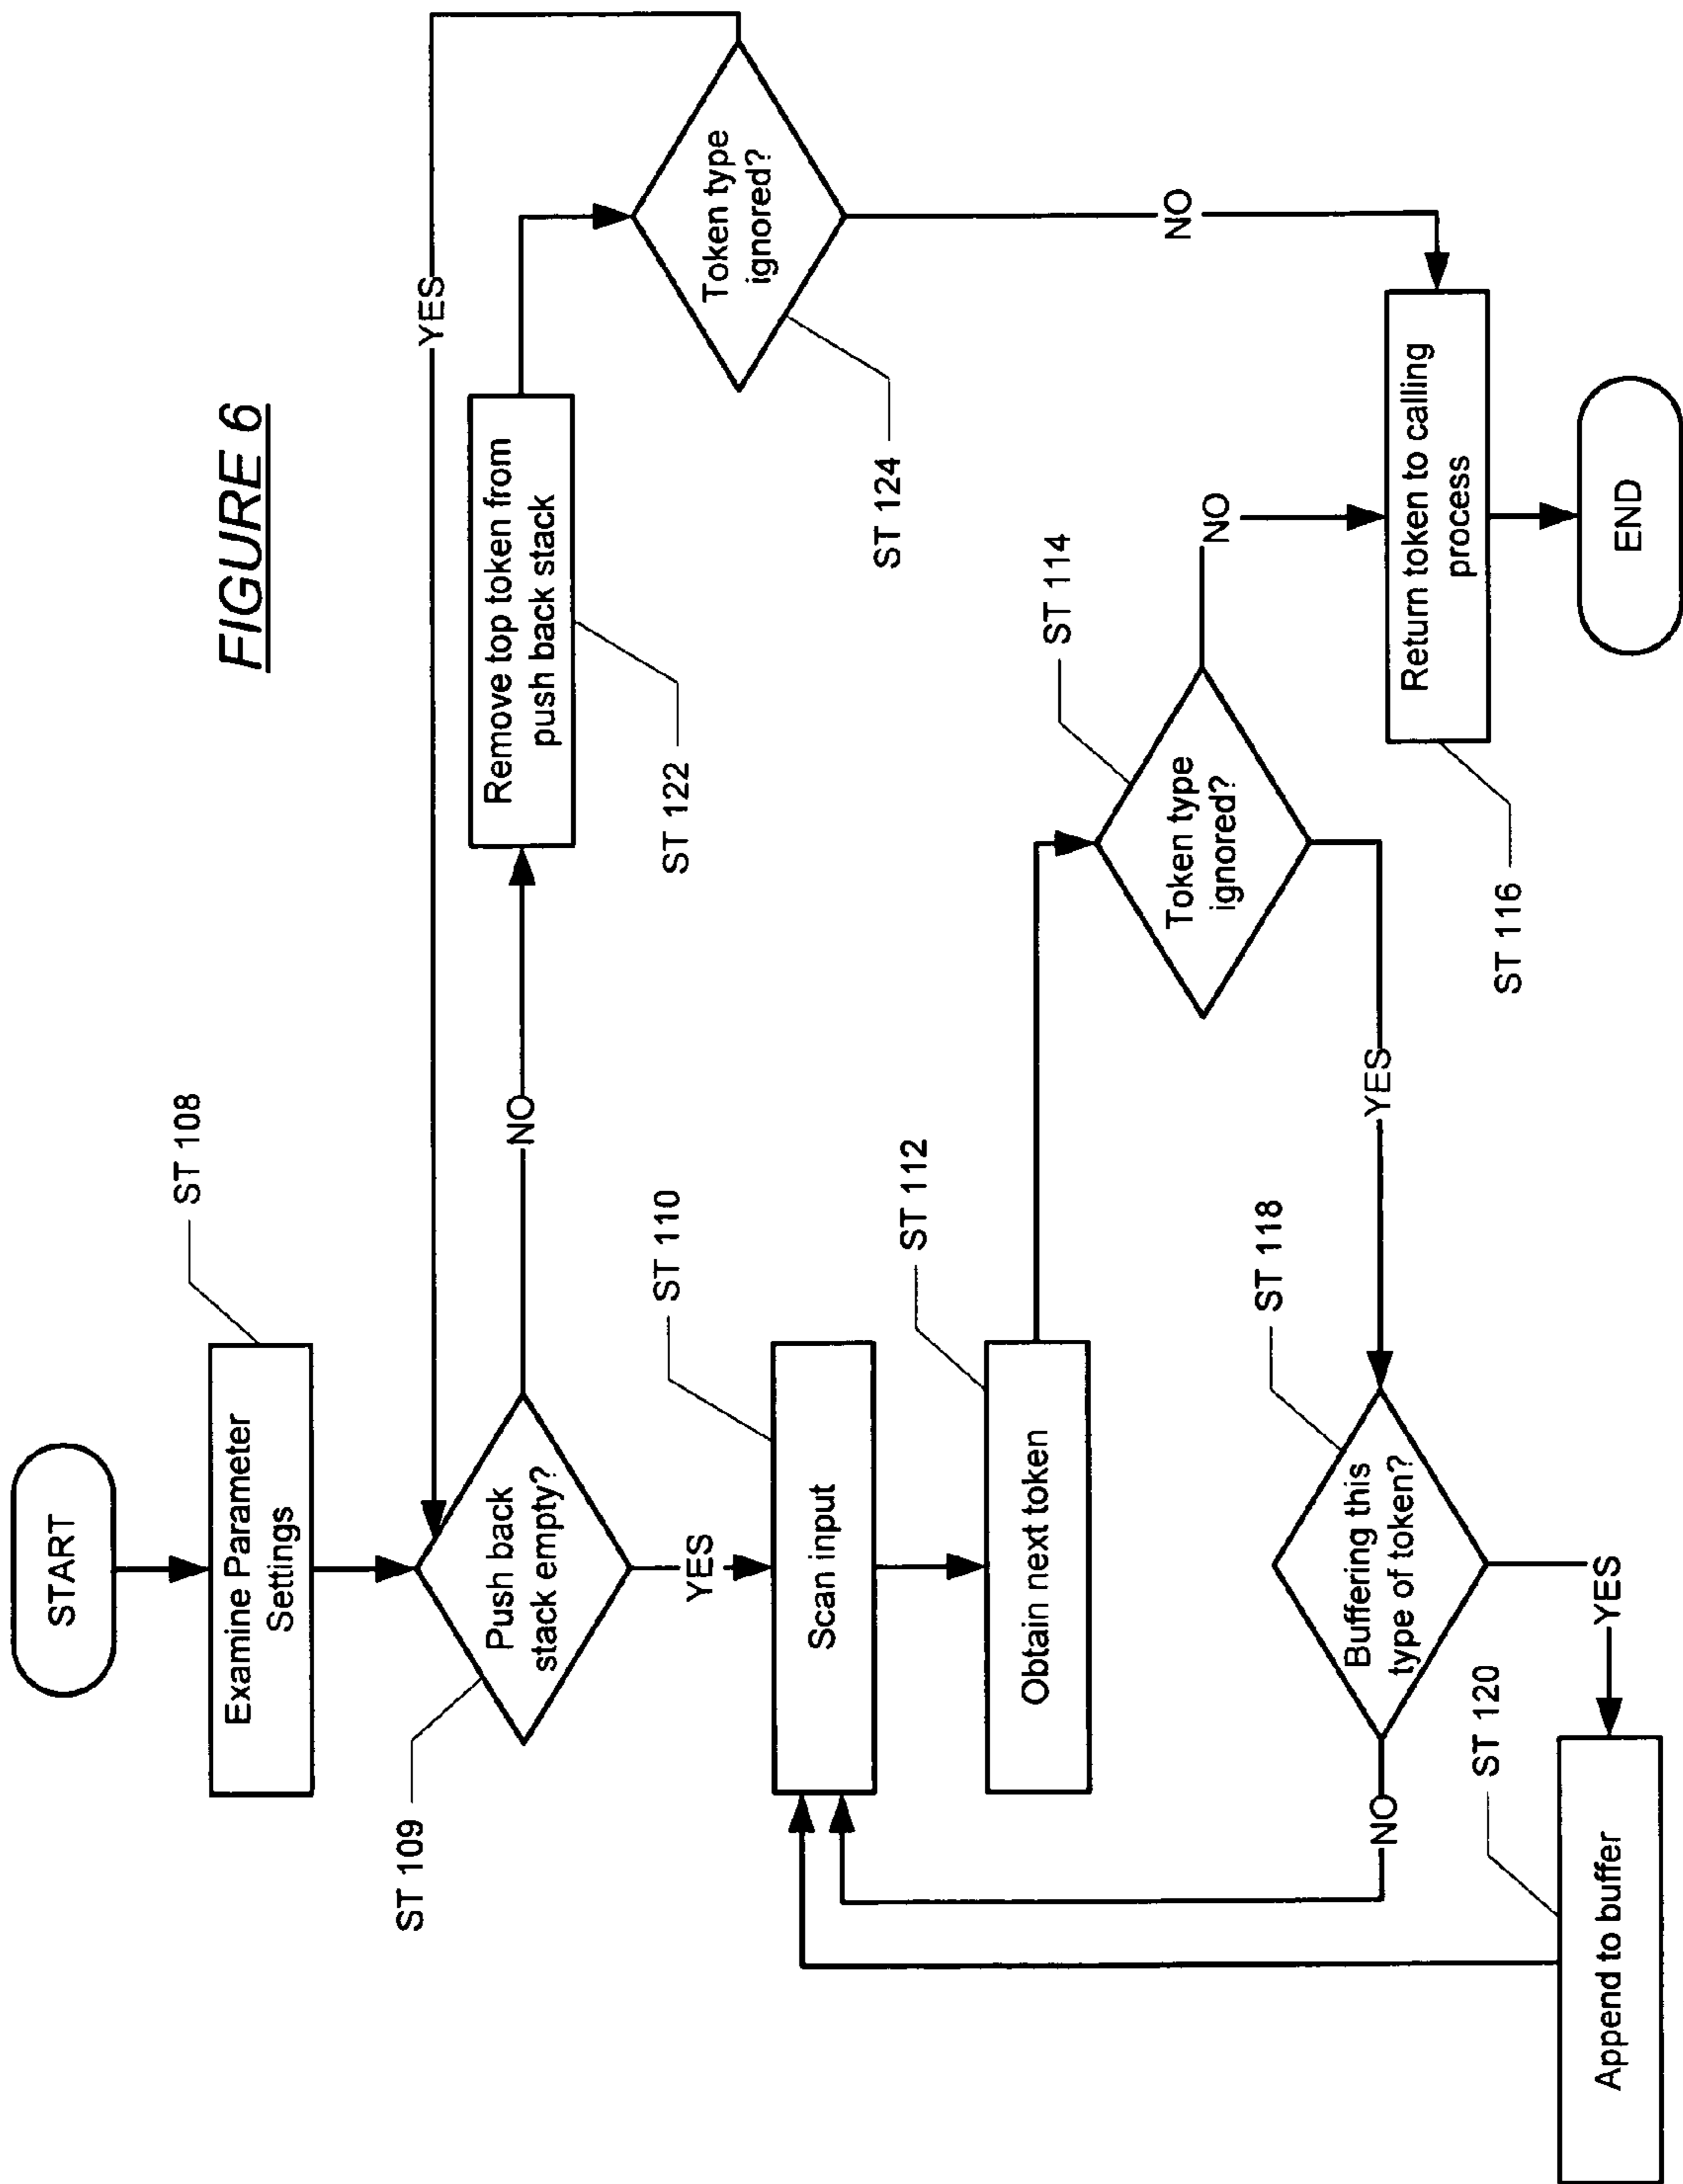 FIGURE 6
START
ST 108
Examine Parameter
Settings
ST 109
Push back
stack empty?
NO
YES
Remove top token from
push back stack
ST 122
Token type
ignored?
YES
ST 124
NO
ST 110
Scan input
ST 112
Obtain next token
ST 114
Token type
ignored?
NO
YES
Return token to calling
process
ST 116
END
ST 118
Buffering this
type of token?
NO
YES
ST 120
Append to buffer